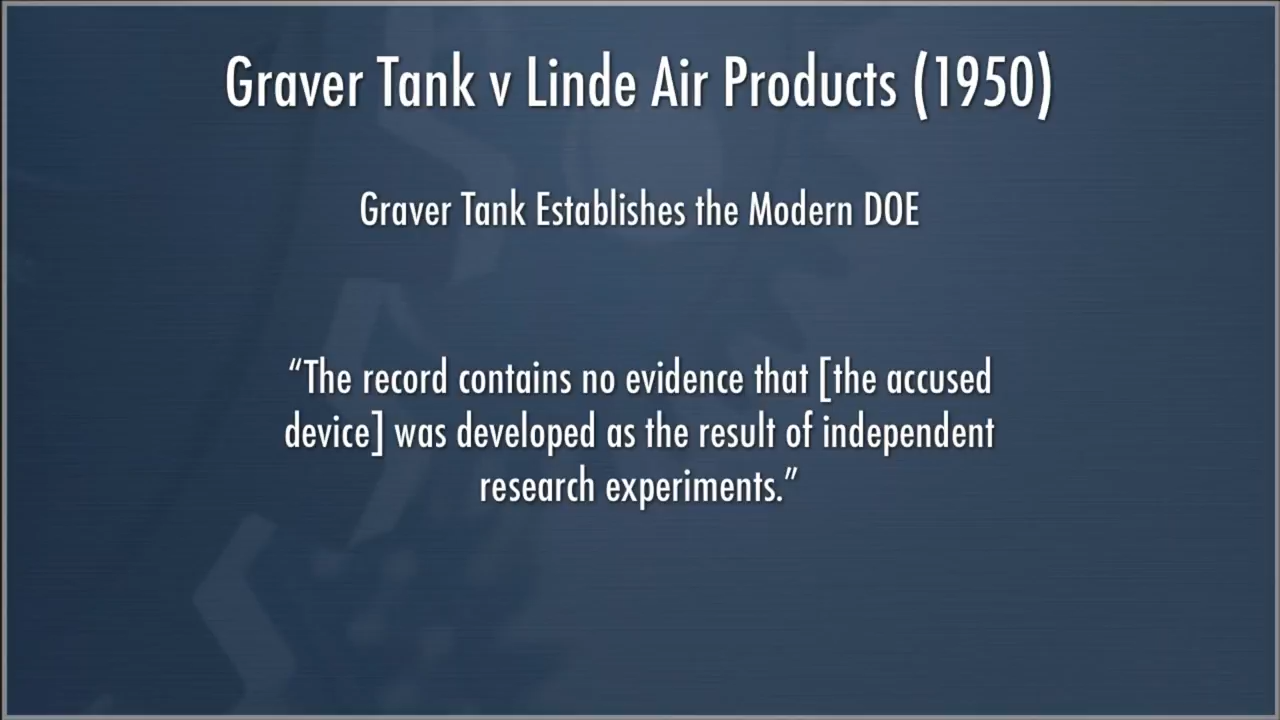 Graver Tank v Linde Air Products (1950)
Graver Tank Establishes the Modern DOE
“The record contains no evidence that [the accused
device] was developed as the result of independent
research experiments.”